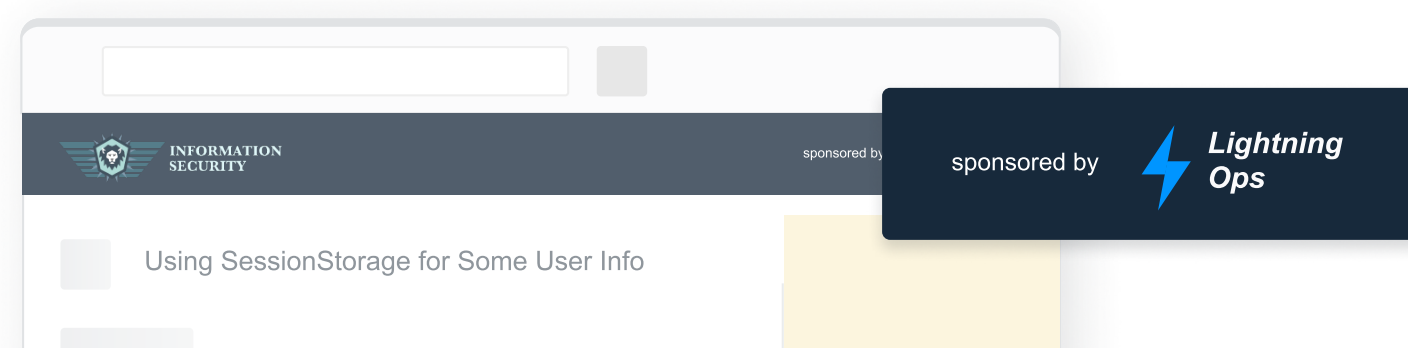 INFORMATION
SECURITY
sponsored by
sponsored by
Lightning
Ops
Using SessionStorage for Some User Info